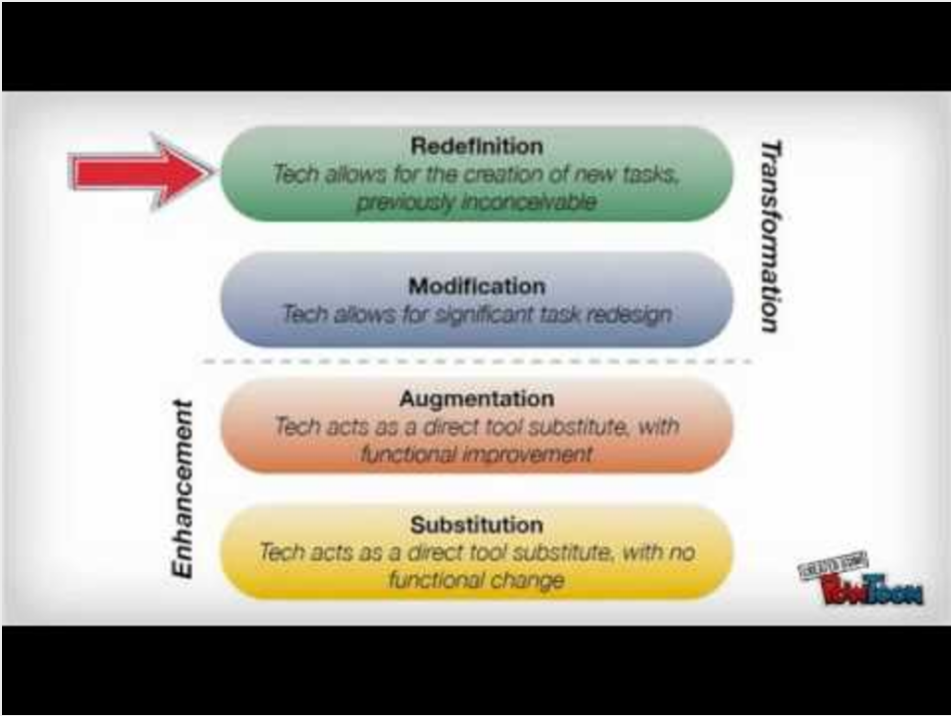 Redefinition
Tech allows for the creation of new tasks,
previously inconceivable
Transformation
Modification
Tech allows for significant task redesign
Augmentation
Tech acts as a direct tool substitute, with
functional improvement
Enhancement
Substitution
Tech acts as a direct tool substitute, with no
functional change
CREATED USING
PowToon